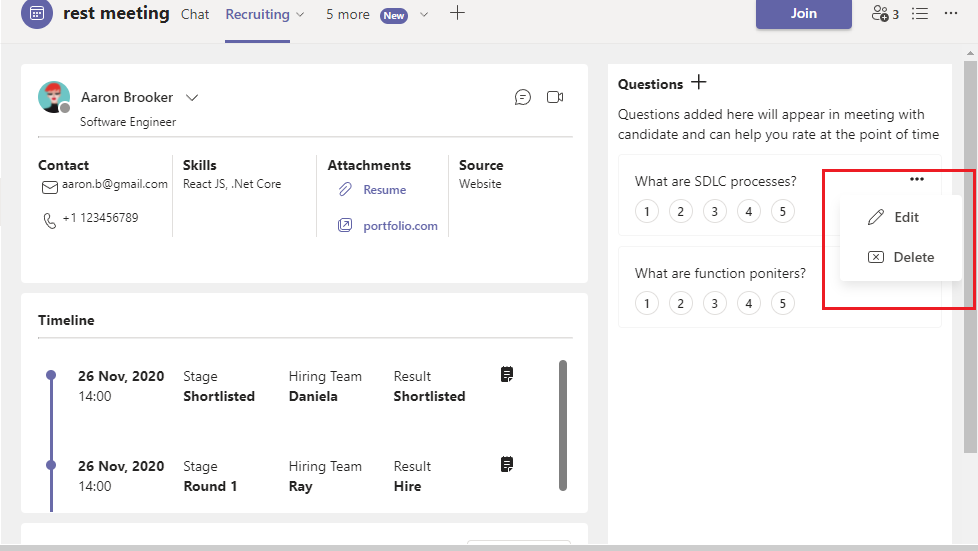 rest meeting Chat Recruiting 5 more New Join 3
Aaron Brooker
Software Engineer
Contact
aaron.b@gmail.com
+1 123456789
Skills
React JS, .Net Core
Attachments
Resume
portfolio.com
Source
Website
Timeline
26 Nov, 2020 Stage Hiring Team Result
14:00 Shortlisted Daniela Shortlisted
26 Nov, 2020 Stage Hiring Team Result
14:00 Round 1 Ray Hire
Questions
Questions added here will appear in meeting with
candidate and can help you rate at the point of time
What are SDLC processes?
1 2 3 4 5
Edit
Delete
What are function poniters?
1 2 3 4 5